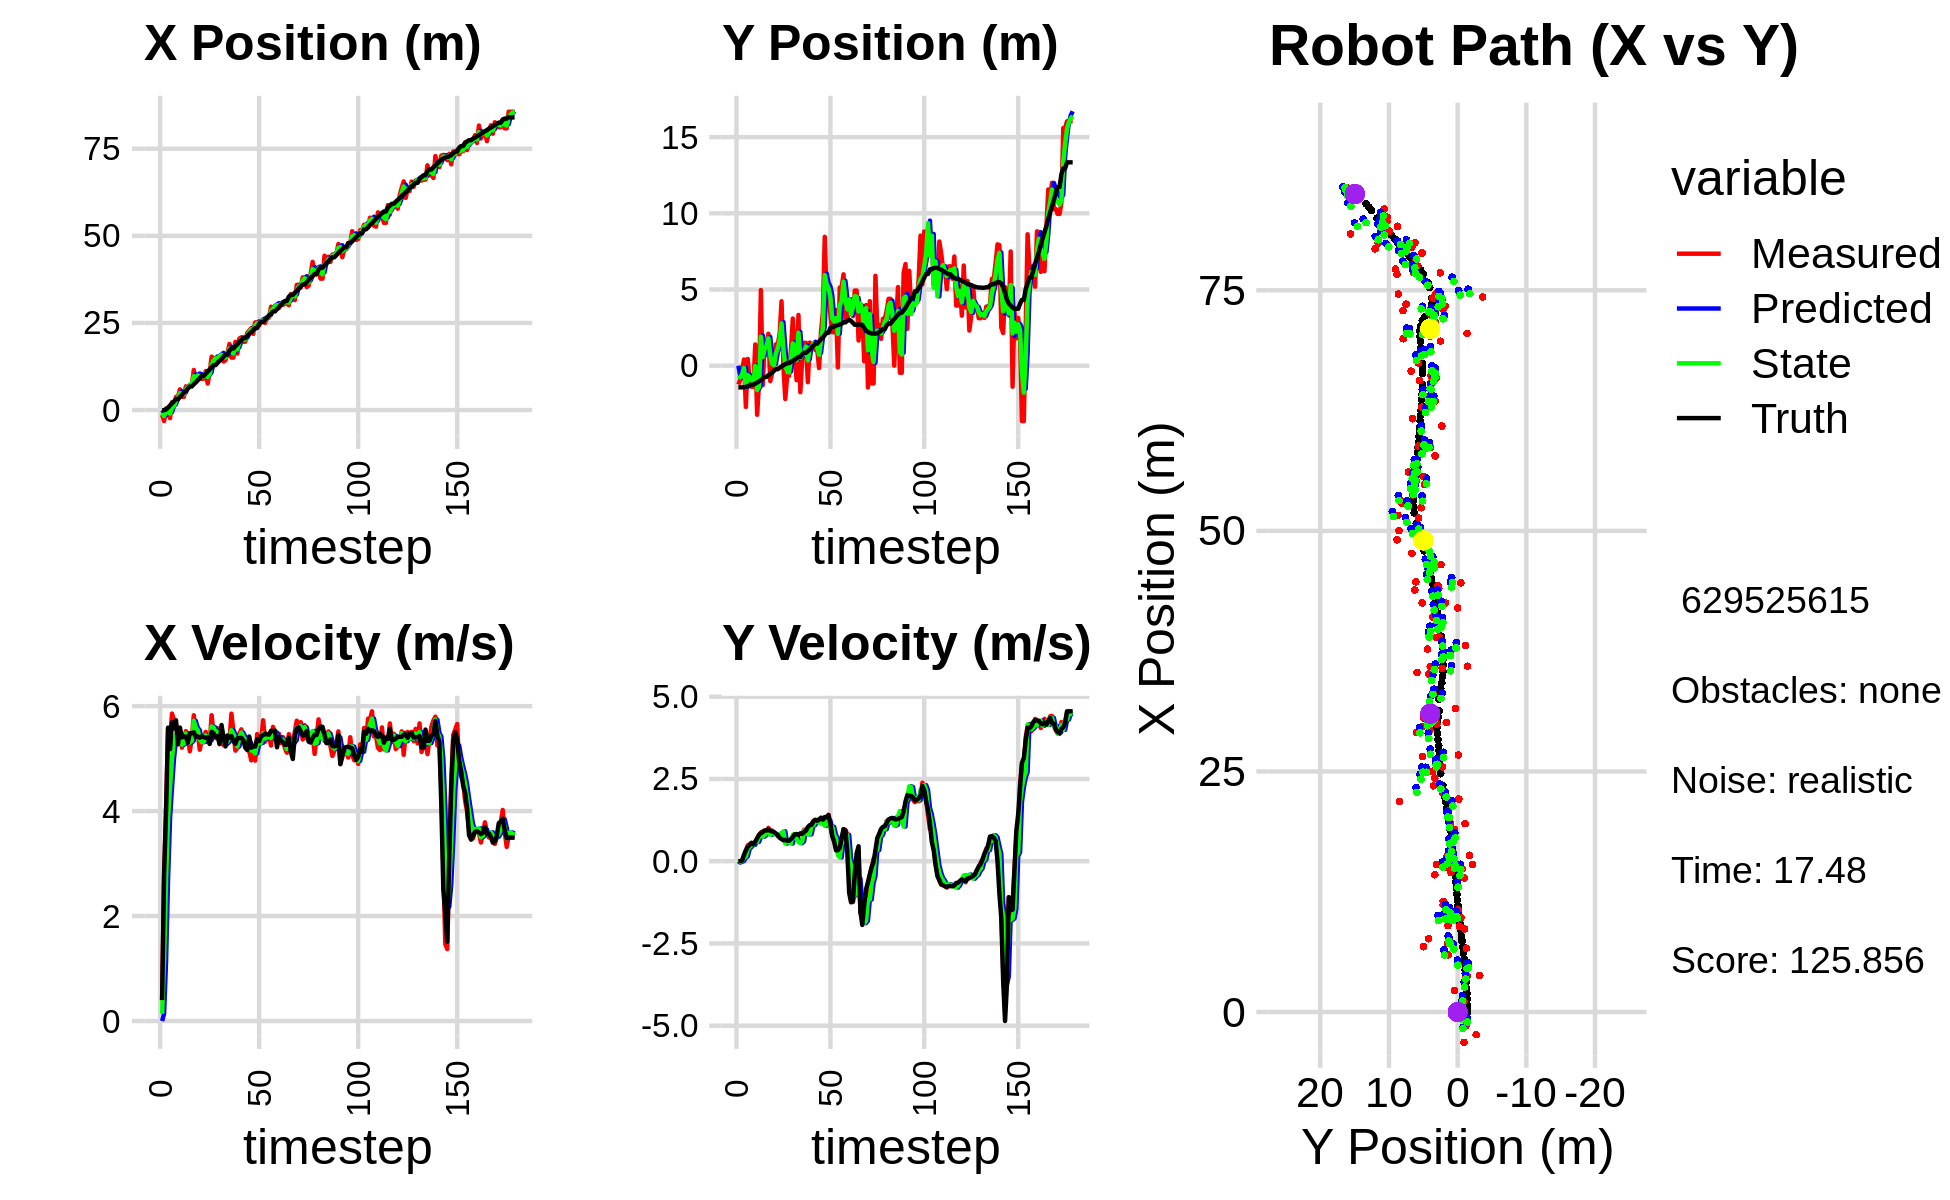 X Position (m)
75
50
25
0
0
50
100
150
timestep
Y Position (m)
15
10
5
0
0
50
100
150
timestep
X Velocity (m/s)
6
4
2
0
0
50
100
150
timestep
Y Velocity (m/s)
5.0
2.5
0.0
-2.5
-5.0
0
50
100
150
timestep
Robot Path (X vs Y)
X Position (m)
75
50
25
0
20 10 0 -10 -20
Y Position (m)
variable
Measured
Predicted
State
Truth
629525615
Obstacles: none
Noise: realistic
Time: 17.48
Score: 125.856